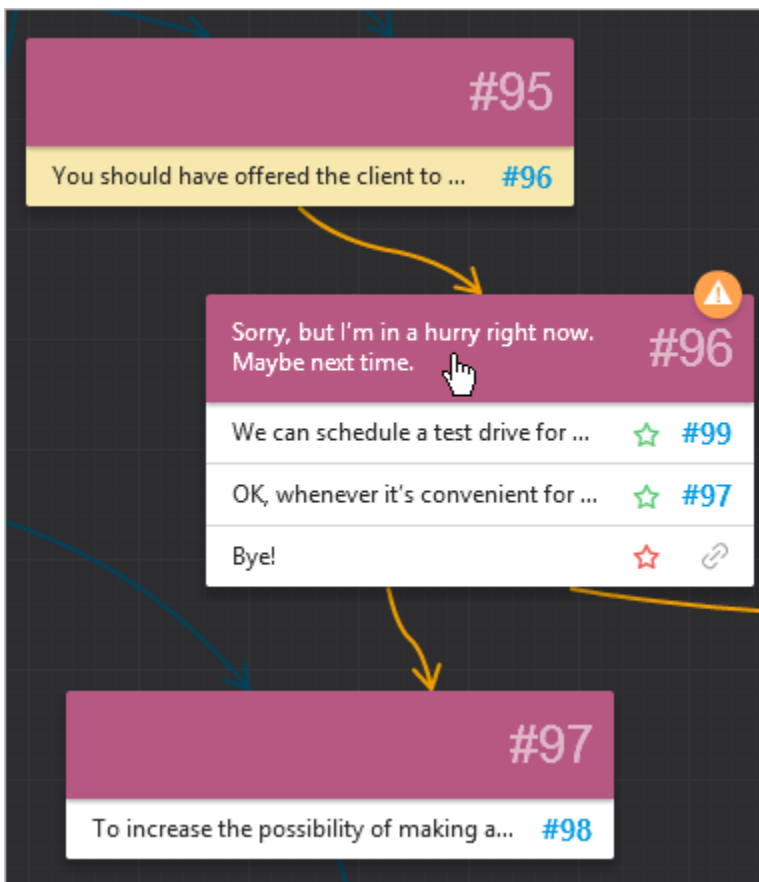 #95
You should have offered the client to ... #96
Sorry, but I'm in a hurry right now.
Maybe next time.
#96
We can schedule a test drive for ... #99
OK, whenever it's convenient for ... #97
Bye!
#97
To increase the possibility of making a... #98